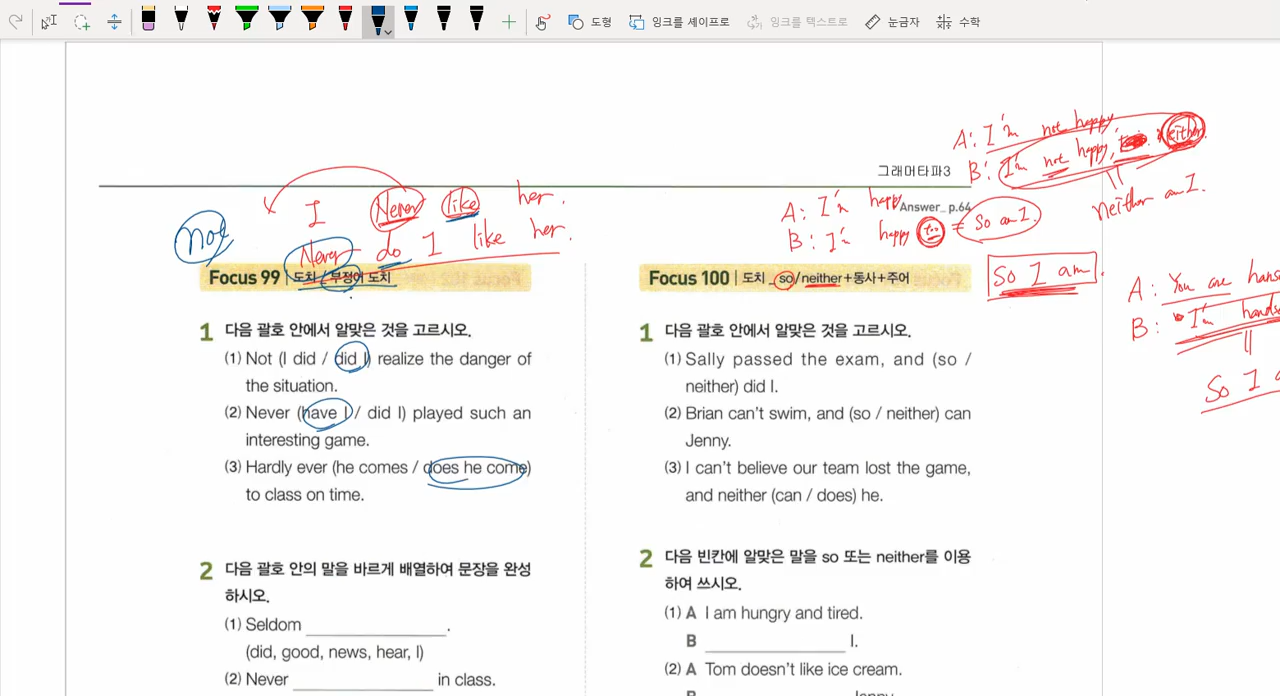 도형
잉크를 셰이프로
잉크를 텍스트로
눈금자
수학
그래머타파3
Answer_ p.64
A: I'm not happy
B: I'm not happy, either.
neither am I.
A: I'm happy
B: I'm happy too = So am I.
So I am.
A: You are hans
B: I'm hands
So I a
I Never like her.
not
Never do I like her.
Focus 99 | 도치_부정어 도치
1 다음 괄호 안에서 알맞은 것을 고르시오.
(1) Not (I did / did I) realize the danger of
the situation.
(2) Never (have I / did I) played such an
interesting game.
(3) Hardly ever (he comes / does he come)
to class on time.
2 다음 괄호 안의 말을 바르게 배열하여 문장을 완성
하시오.
(1) Seldom ____________.
(did, good, news, hear, I)
(2) Never ____________ in class.
Focus 100 | 도치_so/neither+동사+주어
1 다음 괄호 안에서 알맞은 것을 고르시오.
(1) Sally passed the exam, and (so /
neither) did I.
(2) Brian can't swim, and (so / neither) can
Jenny.
(3) I can't believe our team lost the game,
and neither (can / does) he.
2 다음 빈칸에 알맞은 말을 so 또는 neither를 이용
하여 쓰시오.
(1) A I am hungry and tired.
B ____________ I.
(2) A Tom doesn't like ice cream.
B ____________ Jenny.